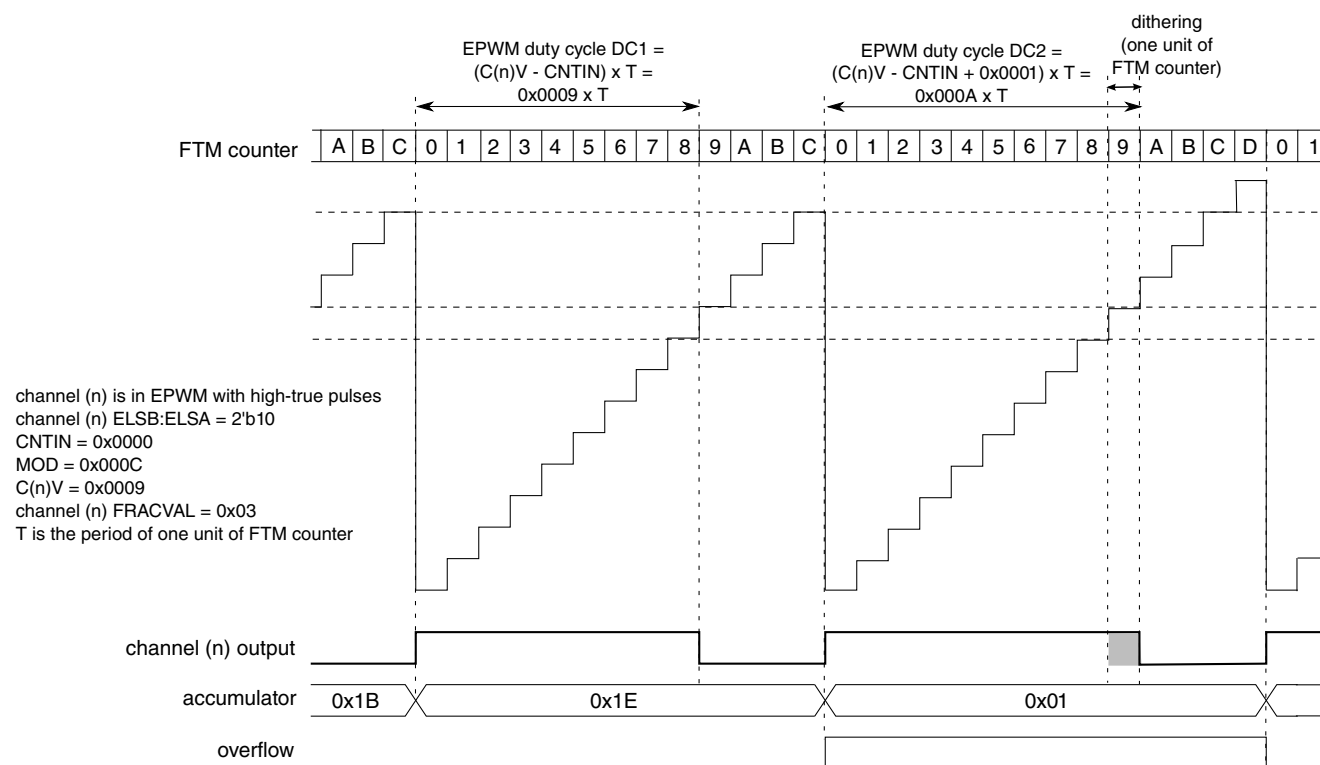 dithering
(one unit of
FTM counter)
EPWM duty cycle DC1 =
(C(n)V - CNTIN) x T =
0x0009 x T
EPWM duty cycle DC2 =
(C(n)V - CNTIN + 0x0001) x T =
0x000A x T
FTM counter A B C 0 1 2 3 4 5 6 7 8 9 A B C 0 1 2 3 4 5 6 7 8 9 A B C D 0 1
channel (n) is in EPWM with high-true pulses
channel (n) ELSB:ELSA = 2'b10
CNTIN = 0x0000
MOD = 0x000C
C(n)V = 0x0009
channel (n) FRACVAL = 0x03
T is the period of one unit of FTM counter
channel (n) output
accumulator 0x1B 0x1E 0x01
overflow